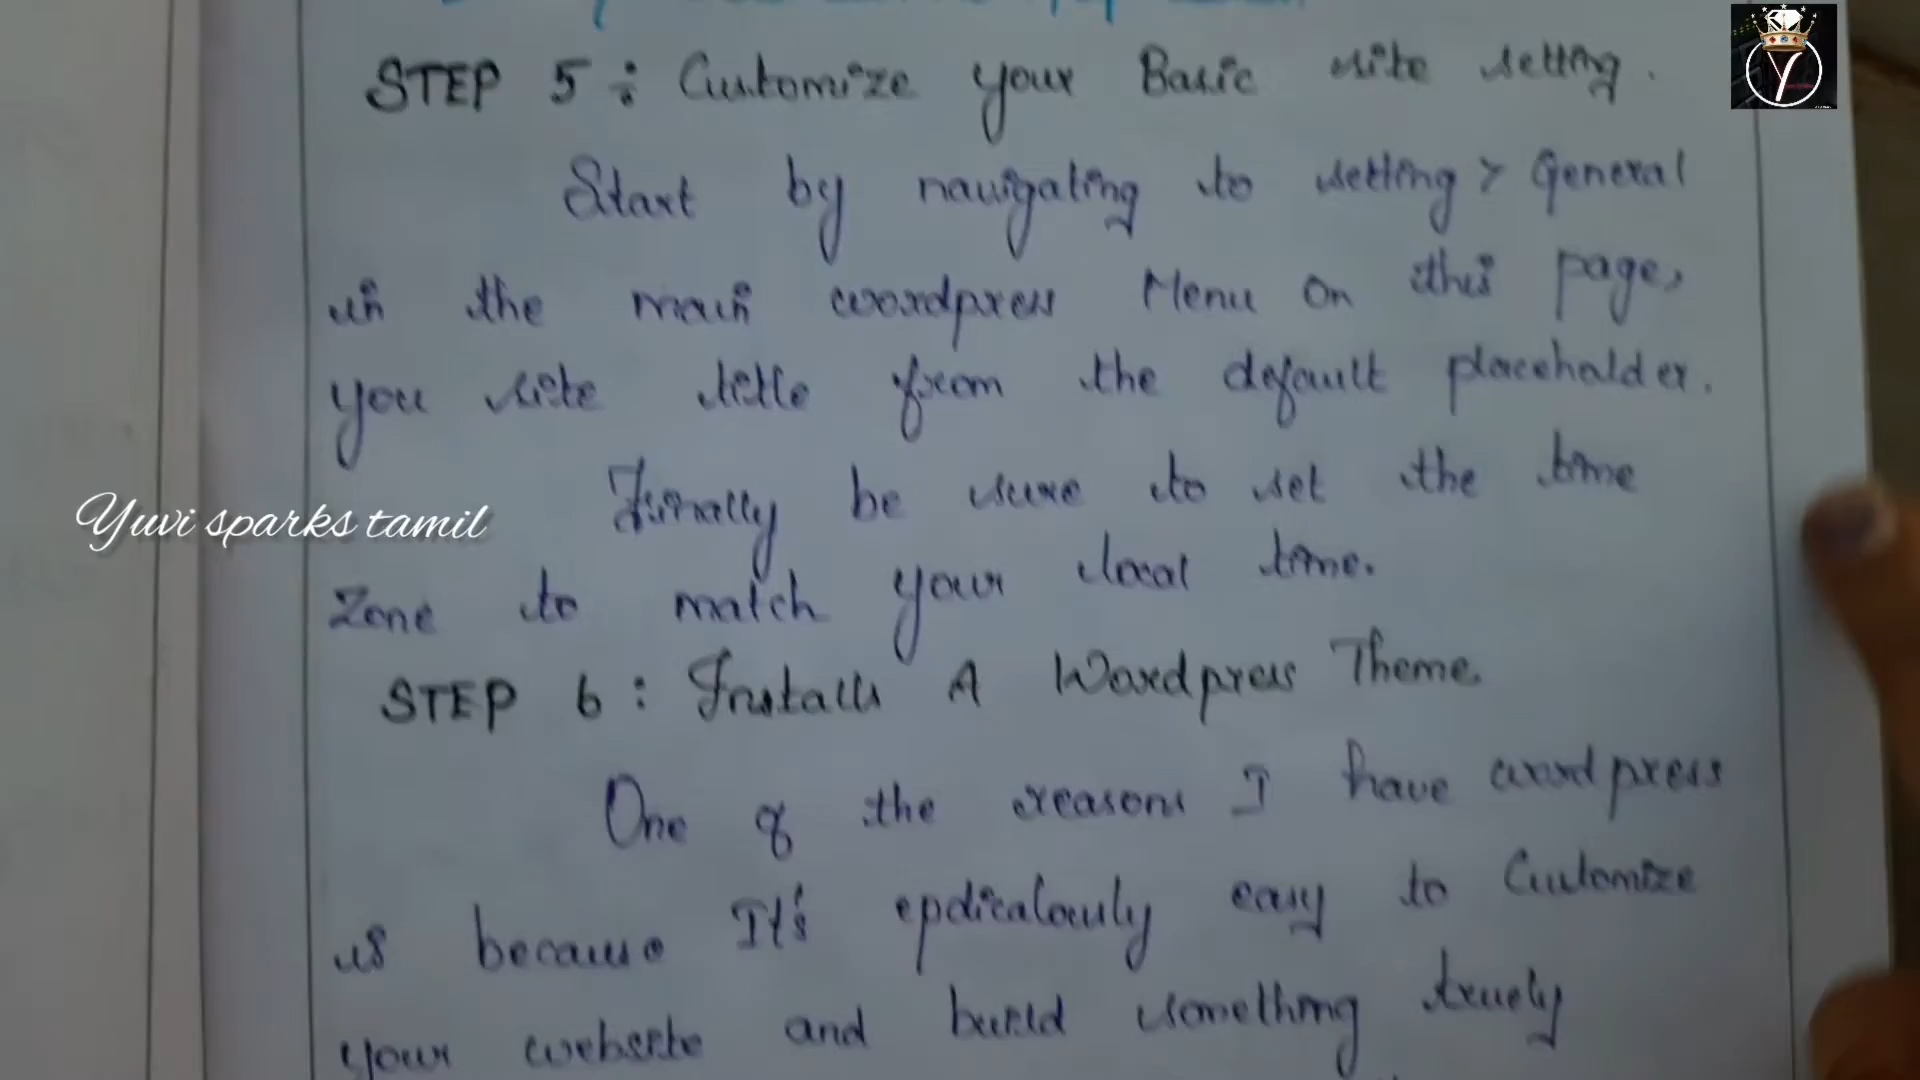 STEP 5 : Customize your Basic site setting.
Start by navigating to setting > General
in the main wordpress Menu On this page,
you site title from the default placehalder.
Finally be sure to set the time
Yuvi sparks tamil
Zone to match your local time.
STEP 6 : Installs A Wordpress Theme.
One of the reasons I have wordpress
is because It's easy to Customize
your website and build something truely